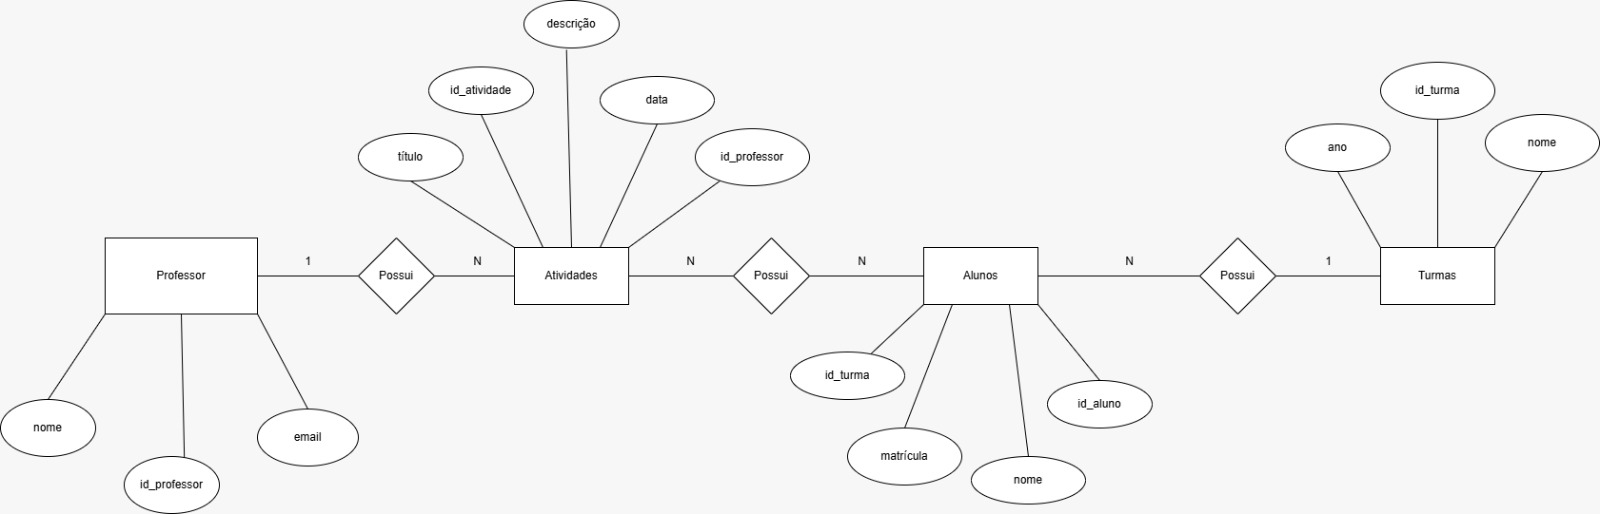 descrição
id_atividade
data
título
id_professor
id_turma
ano
nome
Professor
1
Possui
N
Atividades
N
Possui
N
Alunos
N
Possui
1
Turmas
nome
id_professor
email
id_turma
matrícula
nome
id_aluno